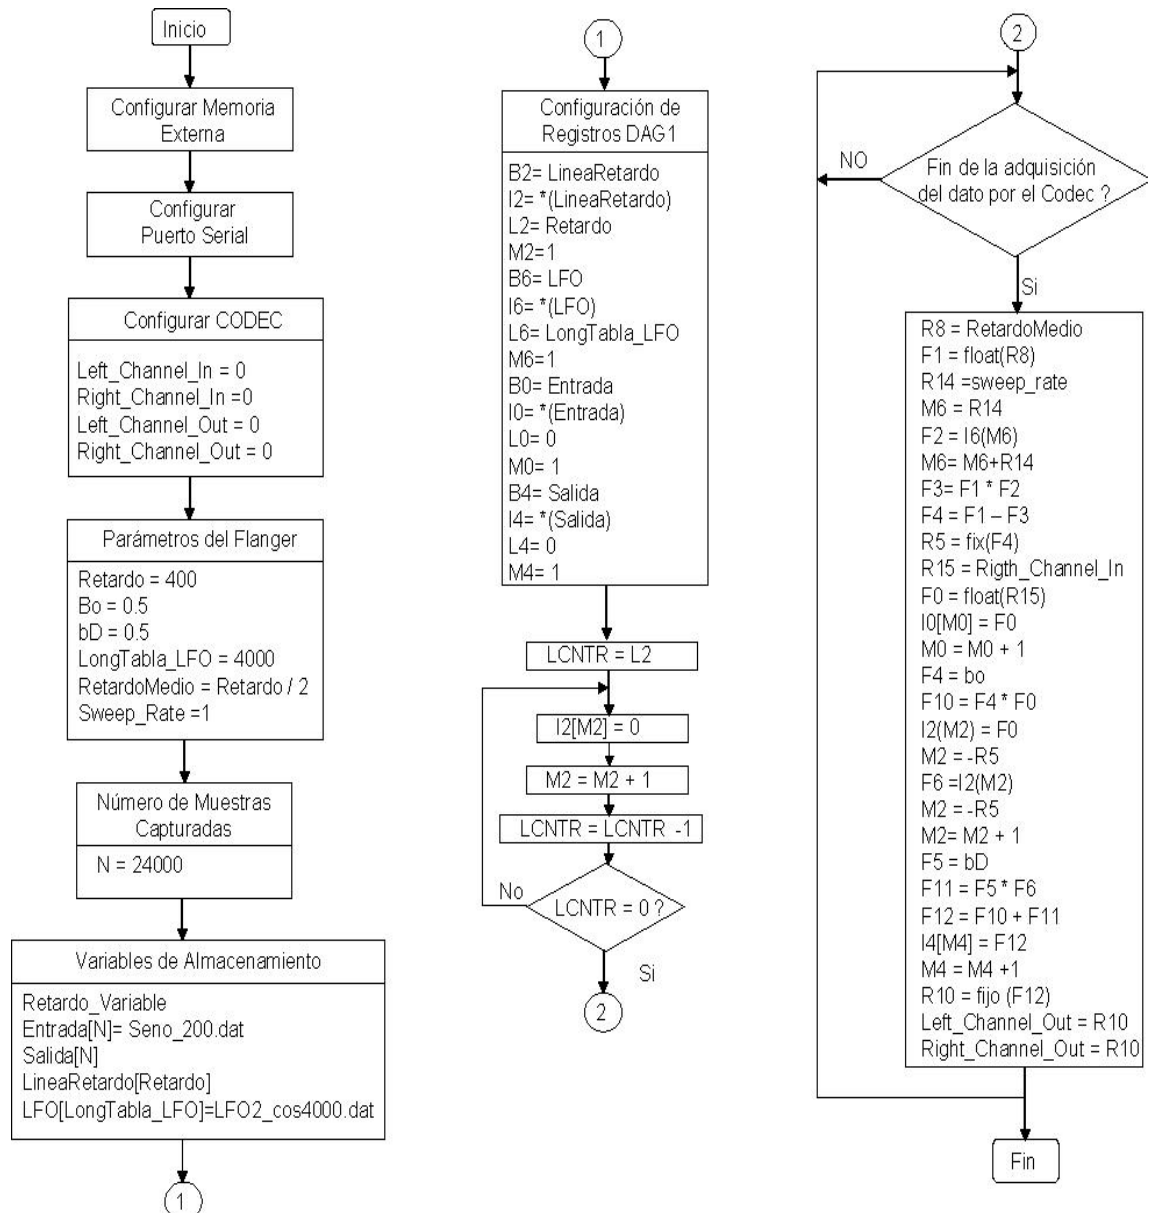 Inicio
Configurar Memoria
Externa
Configurar
Puerto Serial
Configurar CODEC
Left_Channel_In = 0
Right_Channel_In =0
Left_Channel_Out = 0
Right_Channel_Out = 0
Parámetros del Flanger
Retardo = 400
Bo = 0.5
bD = 0.5
LongTabla_LFO = 4000
RetardoMedio = Retardo / 2
Sweep_Rate =1
Número de Muestras
Capturadas
N = 24000
Variables de Almacenamiento
Retardo_Variable
Entrada[N]= Seno_200.dat
Salida[N]
LineaRetardo[Retardo]
LFO[LongTabla_LFO]=LFO2_cos4000.dat
1
1
Configuración de
Registros DAG1
B2= LineaRetardo
I2= *(LineaRetardo)
L2= Retardo
M2=1
B6= LFO
I6= *(LFO)
L6= LongTabla_LFO
M6=1
B0= Entrada
I0= *(Entrada)
L0= 0
M0= 1
B4= Salida
I4= *(Salida)
L4= 0
M4= 1
LCNTR = L2
I2[M2] = 0
M2 = M2 + 1
LCNTR = LCNTR -1
No
LCNTR = 0 ?
Si
2
2
NO
Fin de la adquisición
del dato por el Codec ?
Si
R8 = RetardoMedio
F1 = float(R8)
R14 =sweep_rate
M6 = R14
F2 = I6(M6)
M6= M6+R14
F3= F1 * F2
F4 = F1 – F3
R5 = fix(F4)
R15 = Rigth_Channel_In
F0 = float(R15)
I0[M0] = F0
M0 = M0 + 1
F4 = bo
F10 = F4 * F0
I2(M2) = F0
M2 = -R5
F6 =I2(M2)
M2 = -R5
M2= M2 + 1
F5 = bD
F11 = F5 * F6
F12 = F10 + F11
I4[M4] = F12
M4 = M4 +1
R10 = fijo (F12)
Left_Channel_Out = R10
Right_Channel_Out = R10
Fin